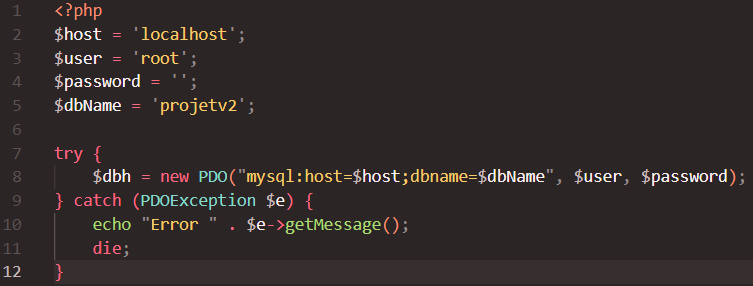 1 <?php
2 $host = 'localhost';
3 $user = 'root';
4 $password = '';
5 $dbName = 'projetv2';
6
7 try {
8 $dbh = new PDO("mysql:host=$host;dbname=$dbName", $user, $password);
9 } catch (PDOException $e) {
10 echo "Error " . $e->getMessage();
11 die;
12 }